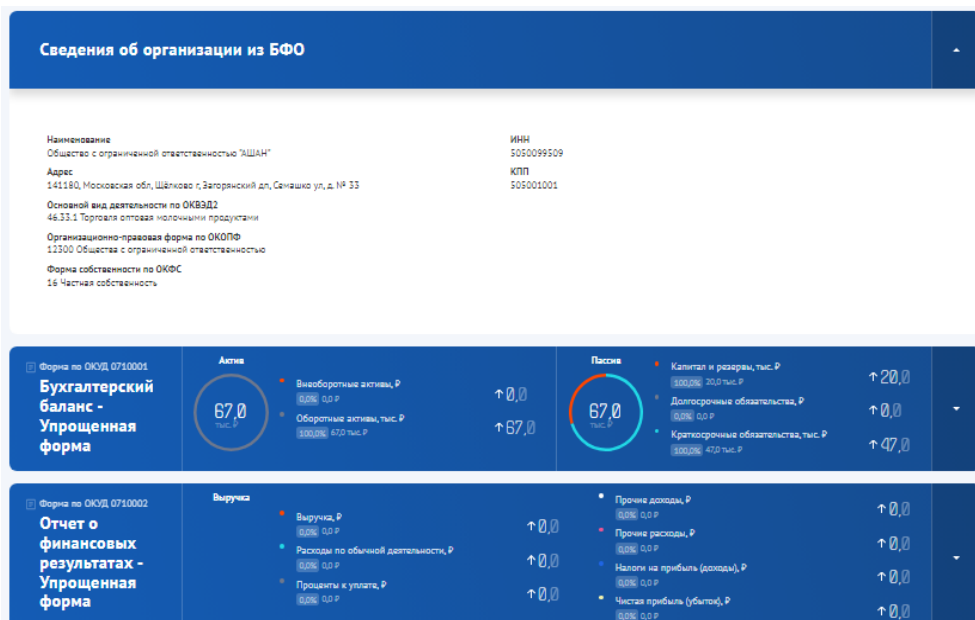 Сведения об организации из БФО
Наименование
Общество с ограниченной ответственностью "АШАН"
ИНН
5050099509
Адрес
141180, Московская обл, Щёлково г, Загорянский дп, Семашко ул, д. № 33
КПП
505001001
Основной вид деятельности по ОКВЭД2
46.33.1 Торговля оптовая молочными продуктами
Организационно-правовая форма по ОКОПФ
12300 Общества с ограниченной ответственностью
Форма собственности по ОКФС
16 Частная собственность
Форма по ОКУД 0710001
Бухгалтерский
баланс -
Упрощенная
форма
Актив
67,0
тыс. ₽
Внеоборотные активы, ₽
0,0% 0,0 ₽
↑0,0
Оборотные активы, тыс. ₽
100,0% 67,0 тыс. ₽
↑67,0
Пассив
67,0
тыс. ₽
Капитал и резервы, тыс. ₽
100,0% 20,0 тыс. ₽
↑20,0
Долгосрочные обязательства, ₽
0,0% 0,0 ₽
↑0,0
Краткосрочные обязательства, тыс. ₽
100,0% 47,0 тыс. ₽
↑47,0
Форма по ОКУД 0710002
Отчет о
финансовых
результатах -
Упрощенная
форма
Выручка
Выручка, ₽
0,0% 0,0 ₽
↑0,0
Расходы по обычной деятельности, ₽
0,0% 0,0 ₽
↑0,0
Проценты к уплате, ₽
0,0% 0,0 ₽
↑0,0
Прочие доходы, ₽
0,0% 0,0 ₽
↑0,0
Прочие расходы, ₽
0,0% 0,0 ₽
↑0,0
Налоги на прибыль (доходы), ₽
0,0% 0,0 ₽
↑0,0
Чистая прибыль (убыток), ₽
0,0% 0,0 ₽
↑0,0